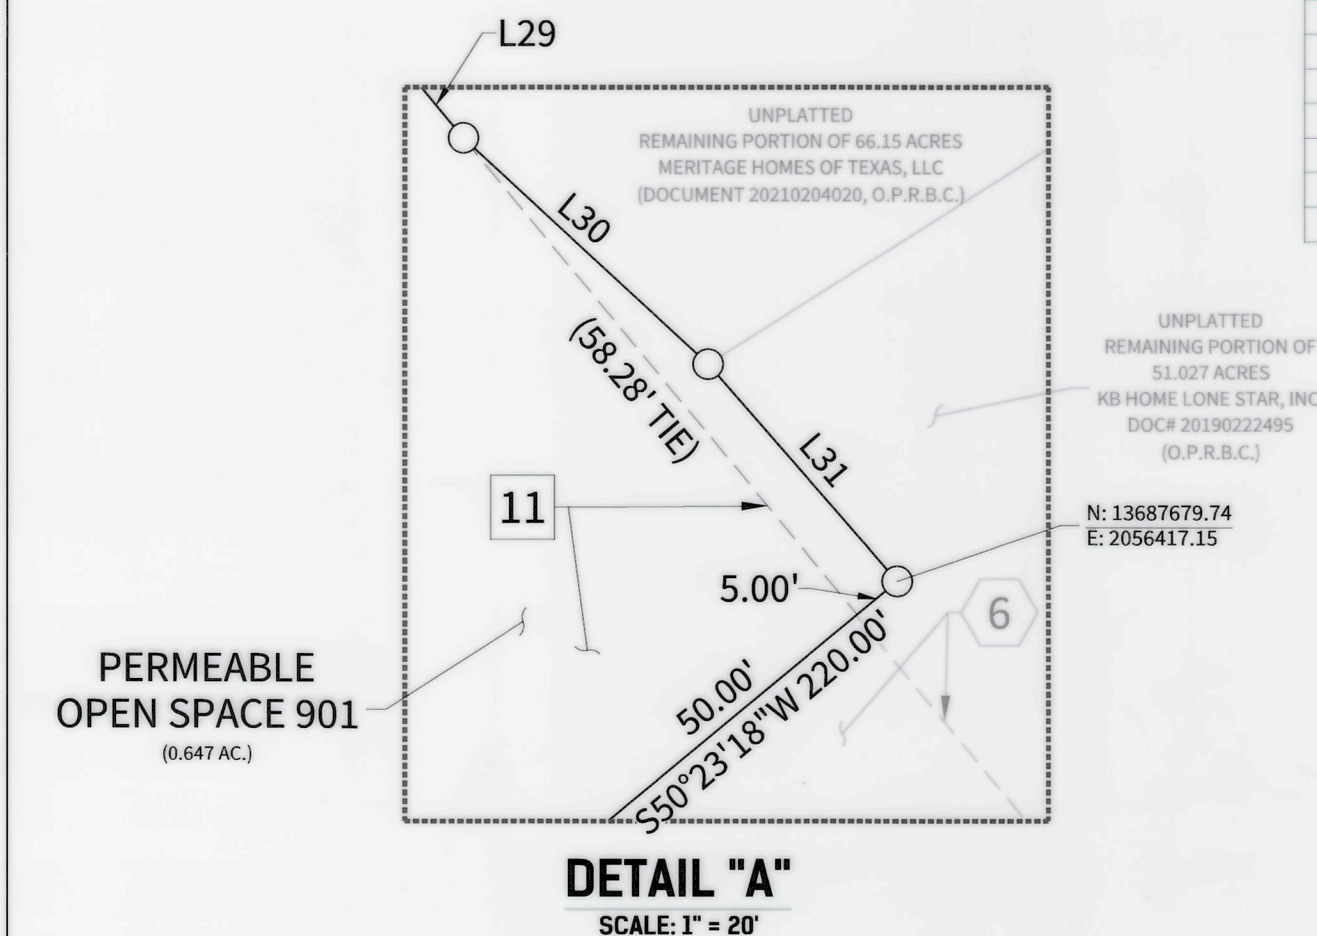 L29
UNPLATTED
REMAINING PORTION OF 66.15 ACRES
MERITAGE HOMES OF TEXAS, LLC
(DOCUMENT 20210204020, O.P.R.B.C.)
L30
(58.28' TIE)
L31
UNPLATTED
REMAINING PORTION OF
51.027 ACRES
KB HOME LONE STAR, INC
DOC# 20190222495
(O.P.R.B.C.)
11
N: 13687679.74
E: 2056417.15
5.00'
6
50.00'
S50°23'18"W 220.00'
PERMEABLE
OPEN SPACE 901
(0.647 AC.)
DETAIL "A"
SCALE: 1" = 20'